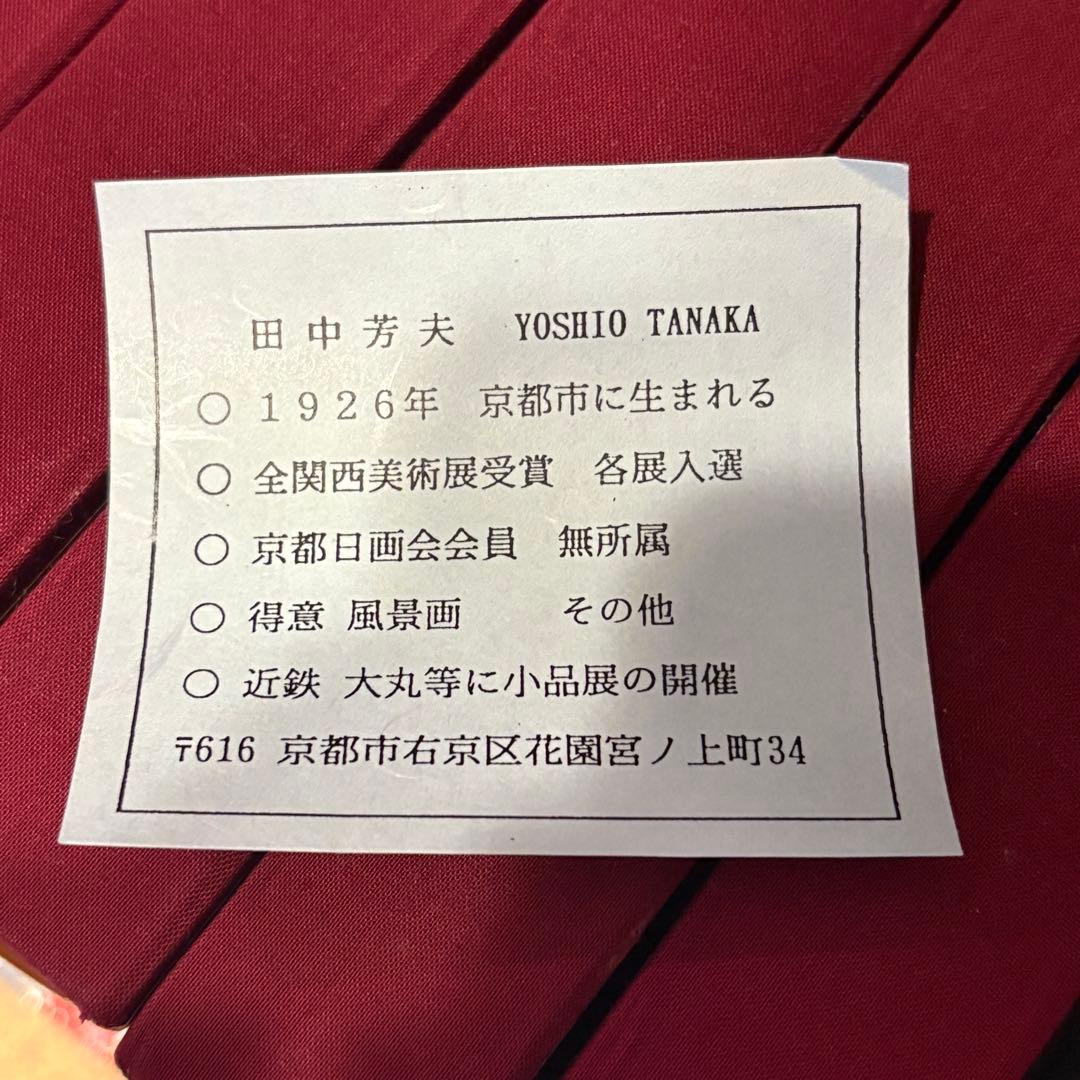 田中芳夫 YOSHIO TANAKA
○ 1926年 京都市に生まれる
○ 全関西美術展受賞 各展入選
○ 京都日画会会員 無所属
○ 得意 風景画 その他
○ 近鉄 大丸等に小品展の開催
〒616 京都市右京区花園宮ノ上町34